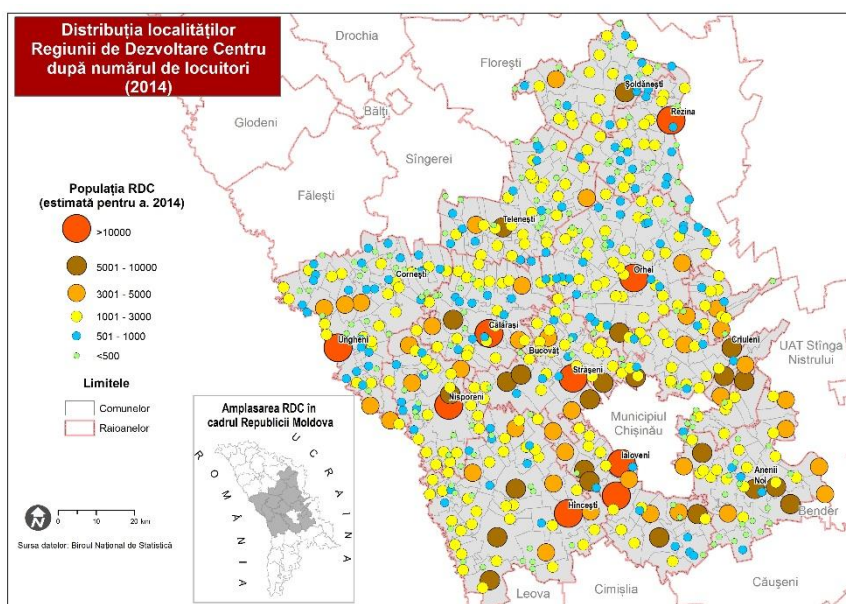 Distribuția localităților
Regiunii de Dezvoltare Centru
după numărul de locuitori
(2014)
Drochia
Florești
Șoldănești
Rezina
Glodeni
Bălți
Sîngerei
Fălești
Populația RDC
(estimată pentru a. 2014)
>10000
5001 - 10000
3001 - 5000
1001 - 3000
501 - 1000
<500
Limitele
Comunelor
Raioanelor
Telenești
Cornești
Orhei
Ungheni
Călărași
Bucovăț
Criuleni
UAT Stînga
Nistrului
Strășeni
Nisporeni
Municipiul
Chișinău
Ialoveni
Anenii
Noi
Hîncești
Bender
Leova
Cimișlia
Căușeni
Amplasarea RDC în
cadrul Republicii Moldova
ROMÂNIA
UCRAINA
N
0 10 20
km
Sursa datelor: Biroul Național de Statistică